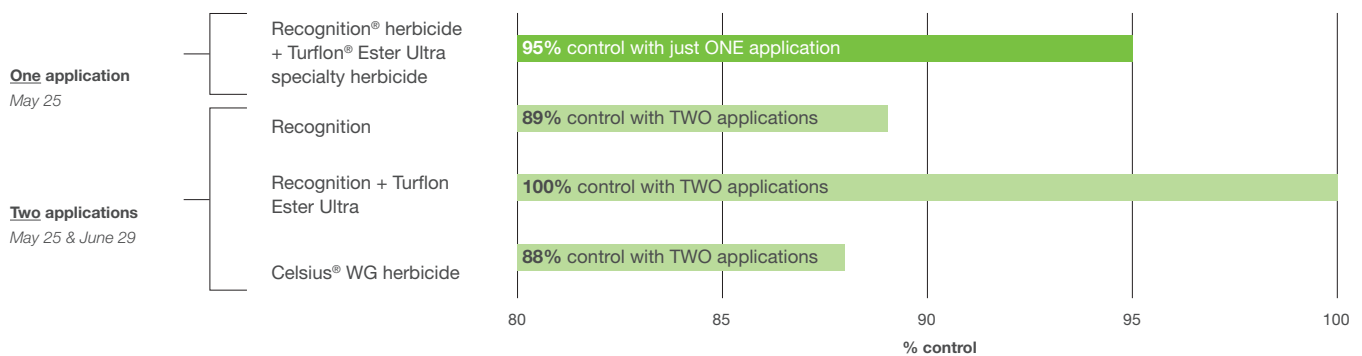 One application
May 25
Recognition® herbicide
+ Turflon® Ester Ultra
specialty herbicide
95% control with just ONE application
Two applications
May 25 & June 29
Recognition
89% control with TWO applications
Recognition + Turflon
Ester Ultra
100% control with TWO applications
Celsius® WG herbicide
88% control with TWO applications
80 85 90 95 100
% control